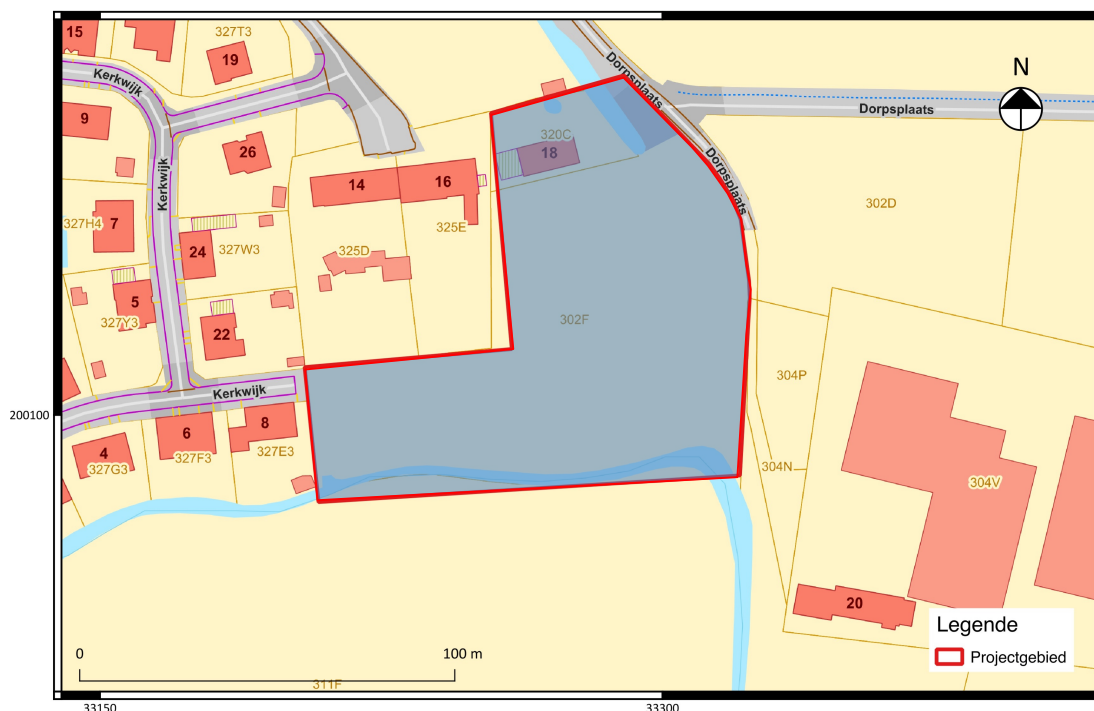 15
327T3
19
Kerkwijk
Dorpsplaats
N
Dorpsplaats
9
320C
26
18
Kerkwijk
Dorpsplaats
14
16
302D
7
327H4
325E
24
327W3
325D
5
327Y3
302F
22
304P
Kerkwijk
200100
8
6
4
327E3
327F3
327G3
304N
304V
20
Legende
Projectgebied
0
100 m
311F
33150
33300